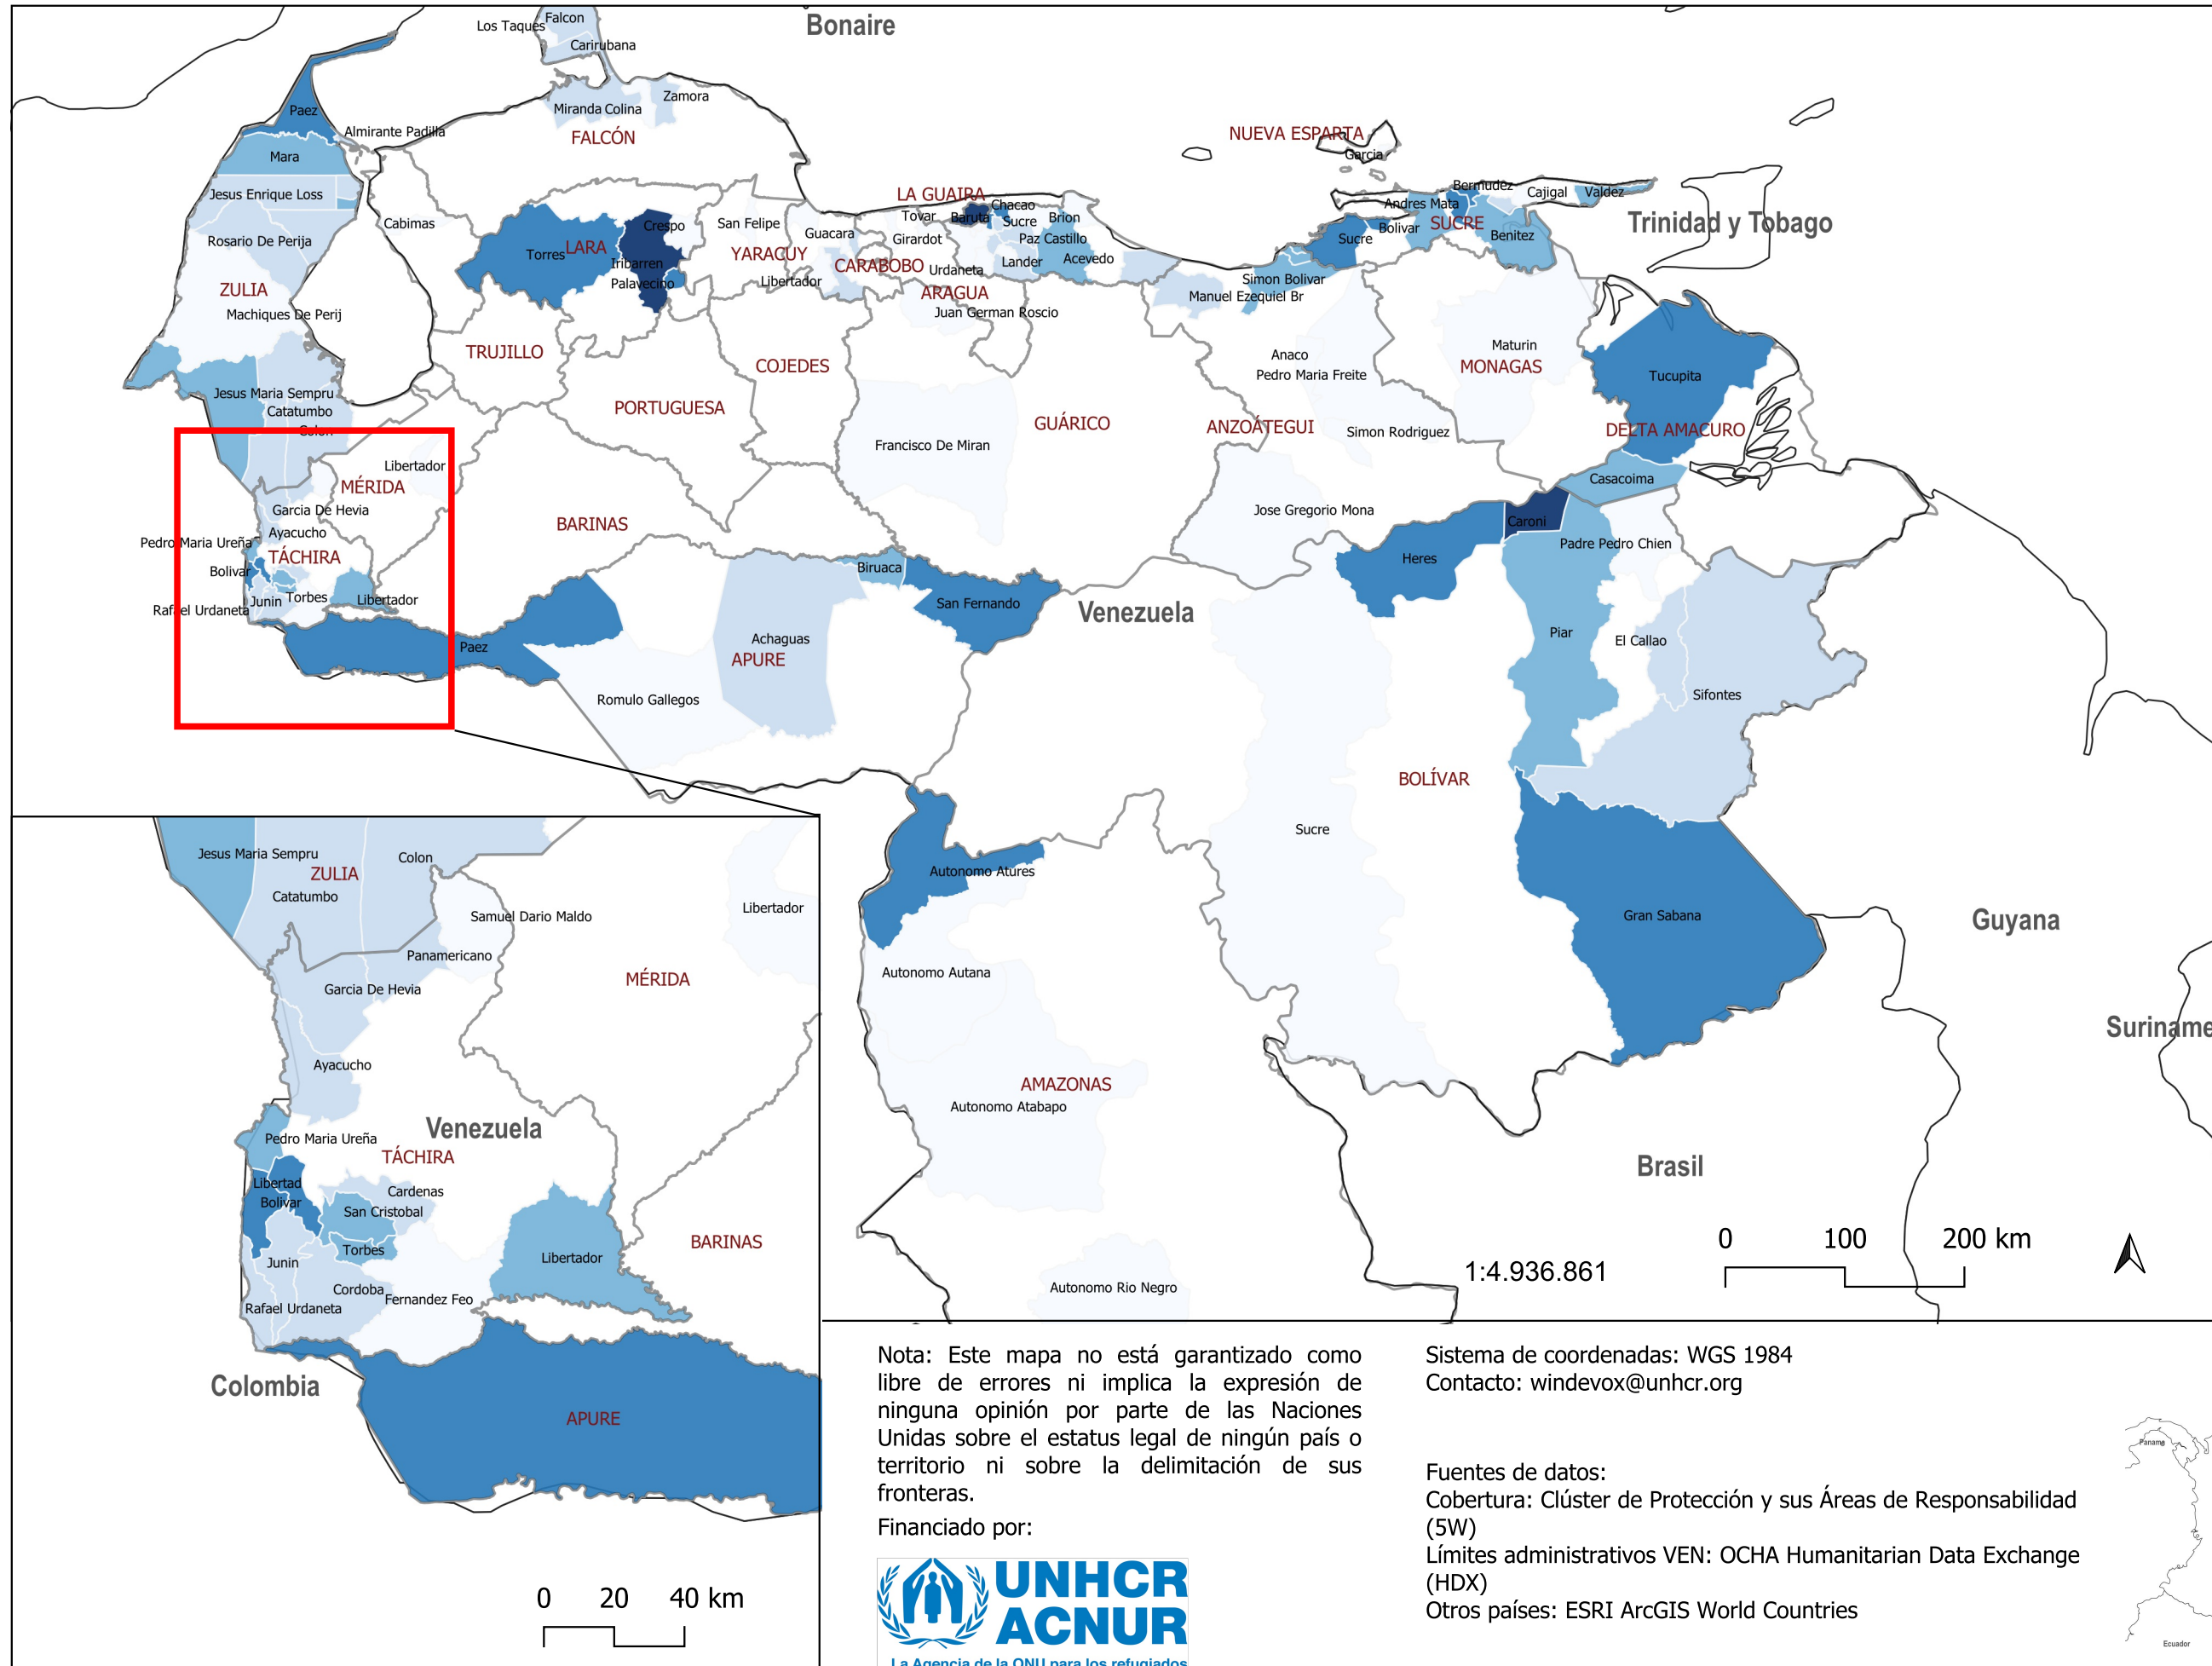 Bonaire
Los Taques
Falcon
Carirubana
Zamora
Miranda
Colina
FALCÓN
Paez
Almirante Padilla
Mara
Jesus Enrique Loss
Cabimas
Rosario De Perija
ZULIA
Machiques De Perij
Jesus Maria Sempru
Catatumbo
Colon
NUEVA ESPARTA
Garcia
LA GUAIRA
Tovar
Baruta
Chacao
Sucre
Brion
Crespo
San Felipe
Guacara
Girardot
Paz Castillo
Torres
LARA
YARACUY
Iribarren
Palavecino
Libertador
CARABOBO
Urdaneta
Lander
Acevedo
ARAGUA
Juan German Roscio
Bermudez
Cajigal
Valdez
Andres Mata
SUCRE
Sucre
Bolivar
Benitez
Trinidad y Tobago
Simon Bolivar
Manuel Ezequiel Br
TRUJILLO
COJEDES
PORTUGUESA
Anaco
Pedro Maria Freite
Maturin
MONAGAS
Tucupita
GUÁRICO
ANZOÁTEGUI
Simon Rodriguez
DELTA AMACURO
Francisco De Miran
Casacoima
Libertador
MÉRIDA
Garcia De Hevia
Ayacucho
Pedro Maria Ureña
TÁCHIRA
Bolivar
Junin
Torbes
Libertador
Rafael Urdaneta
BARINAS
Jose Gregorio Mona
Caroni
Heres
Padre Pedro Chien
Biruaca
San Fernando
Venezuela
Piar
El Callao
Sifontes
Paez
Achaguas
APURE
Romulo Gallegos
BOLÍVAR
Sucre
Autonomo Atures
Gran Sabana
Guyana
Autonomo Autana
Suriname
AMAZONAS
Autonomo Atabapo
Brasil
Autonomo Rio Negro
1:4.936.861
0 100 200 km
Jesus Maria Sempru
ZULIA
Colon
Catatumbo
Samuel Dario Maldo
Libertador
Panamericano
MÉRIDA
Garcia De Hevia
Ayacucho
Venezuela
Pedro Maria Ureña
TÁCHIRA
Libertad
Bolivar
Cardenas
San Cristobal
Torbes
Libertador
BARINAS
Junin
Cordoba
Fernandez Feo
Rafael Urdaneta
Colombia
APURE
0 20 40 km
Nota: Este mapa no está garantizado como
libre de errores ni implica la expresión de
ninguna opinión por parte de las Naciones
Unidas sobre el estatus legal de ningún país o
territorio ni sobre la delimitación de sus
fronteras.
Financiado por:
UNHCR
ACNUR
La Agencia de la ONU para los refugiados
Sistema de coordenadas: WGS 1984
Contacto: windevox@unhcr.org
Fuentes de datos:
Cobertura: Clúster de Protección y sus Áreas de Responsabilidad
(5W)
Límites administrativos VEN: OCHA Humanitarian Data Exchange
(HDX)
Otros países: ESRI ArcGIS World Countries
Panama
Ecuador